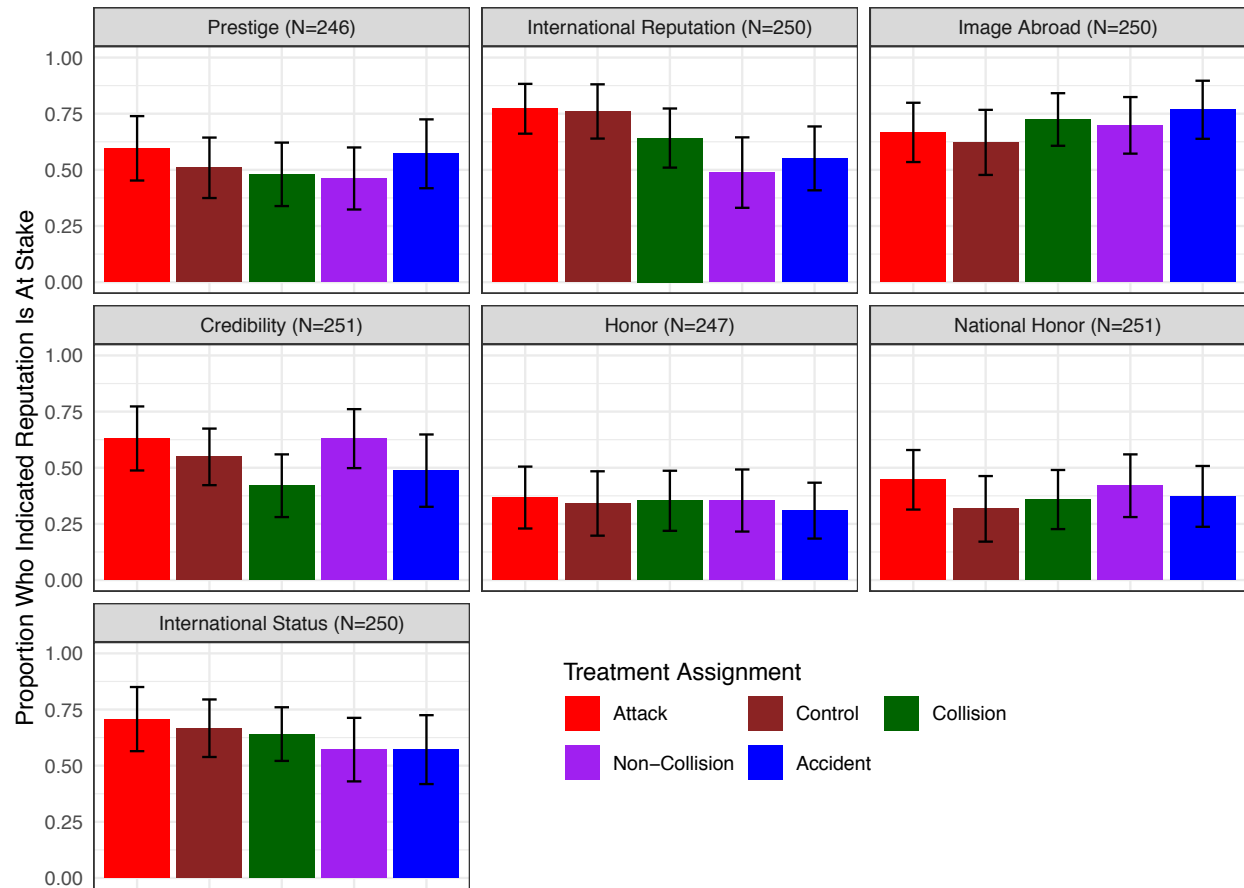 Proportion Who Indicated Reputation Is At Stake
Prestige (N=246)
International Reputation (N=250)
Image Abroad (N=250)
1.00
0.75
0.50
0.25
0.00
Credibility (N=251)
Honor (N=247)
National Honor (N=251)
1.00
0.75
0.50
0.25
0.00
International Status (N=250)
1.00
0.75
0.50
0.25
0.00
Treatment Assignment
Attack
Control
Collision
Non−Collision
Accident